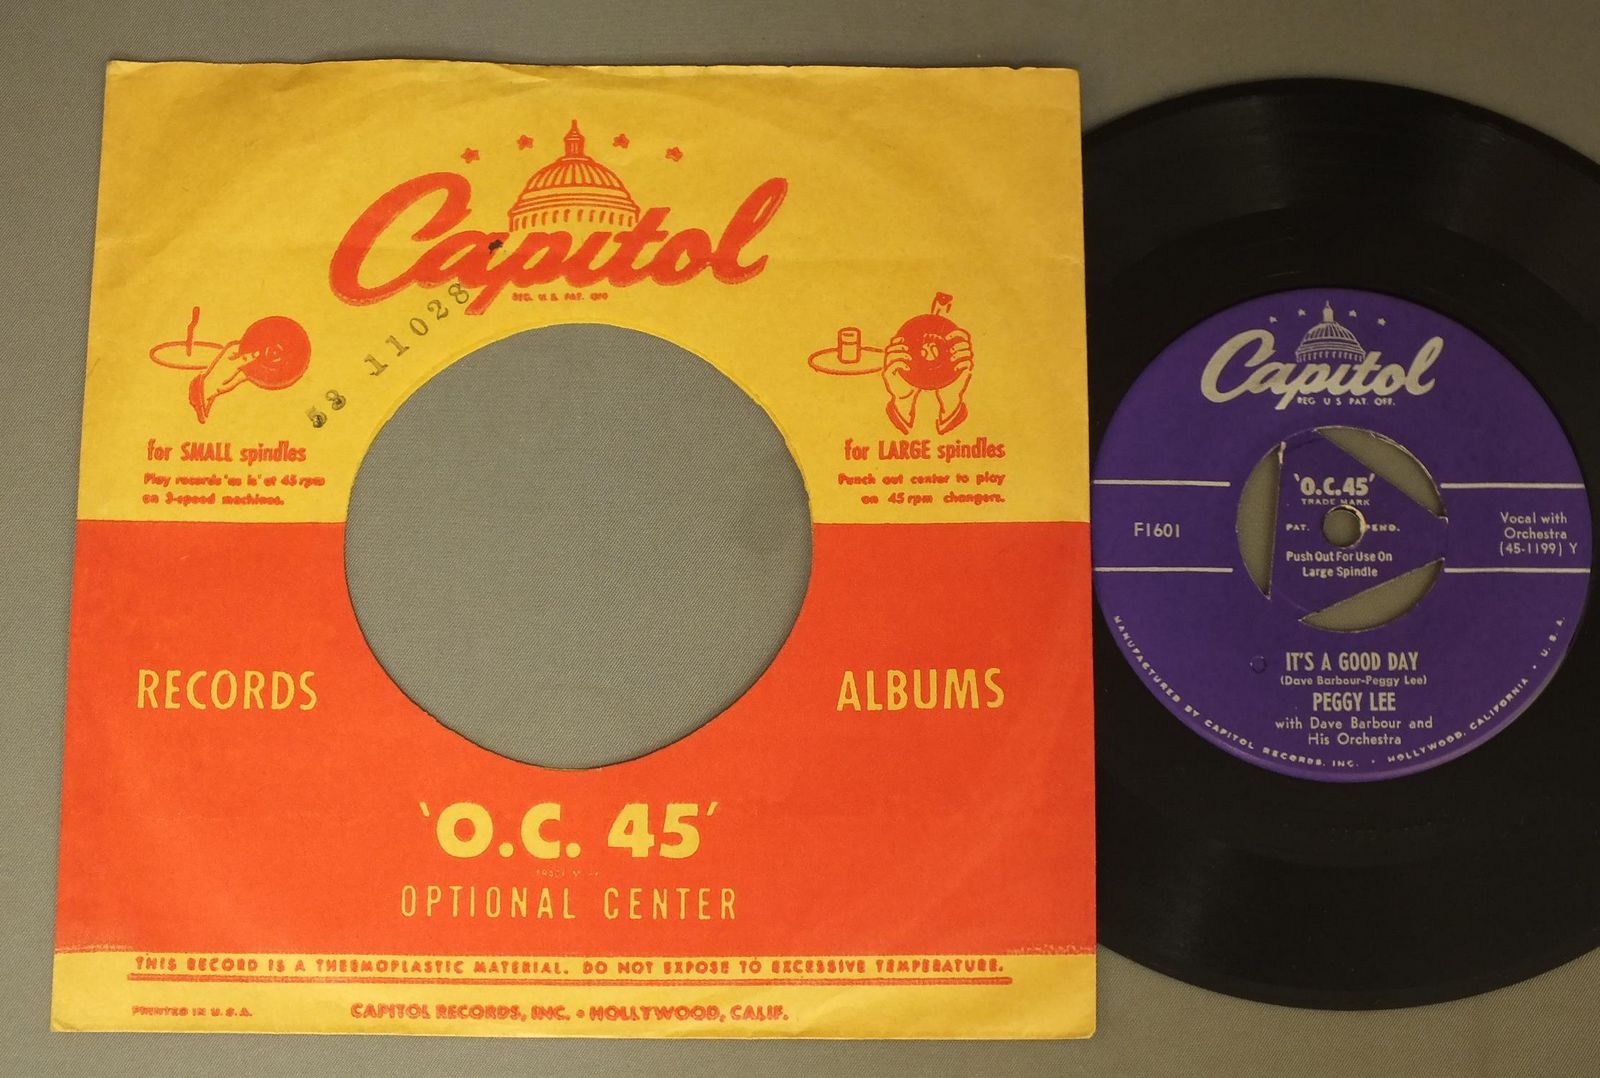 Capitol
REG. U.S. PAT. OFF.
53 11028
for SMALL spindles
Play records 'as is' at 45 rpm
on 3-speed machines.
for LARGE spindles
Punch out center to play
on 45 rpm changers.
RECORDS
ALBUMS
'O.C. 45'
TRADE MARK
OPTIONAL CENTER
THIS RECORD IS A THERMOPLASTIC MATERIAL. DO NOT EXPOSE TO EXCESSIVE TEMPERATURE.
PRINTED IN U.S.A.
CAPITOL RECORDS, INC. • HOLLYWOOD, CALIF.
Capitol
REG U S PAT. OFF.
'O.C.45'
TRADE MARK
PAT. PEND.
Push Out For Use On
Large Spindle
F1601
Vocal with
Orchestra
(45-1199) Y
IT'S A GOOD DAY
(Dave Barbour-Peggy Lee)
PEGGY LEE
with Dave Barbour and
His Orchestra
MANUFACTURED BY CAPITOL RECORDS, INC. • HOLLYWOOD, CALIFORNIA • U.S.A.